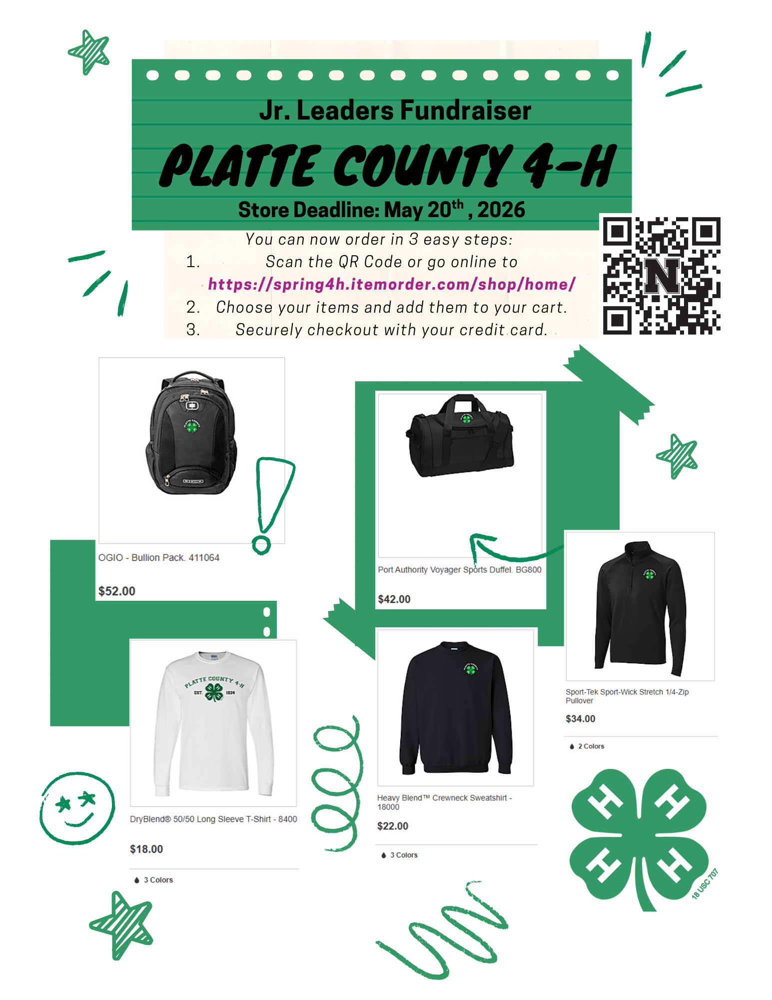 Jr. Leaders Fundraiser
PLATTE COUNTY 4-H
Store Deadline: May 20th , 2026
You can now order in 3 easy steps:
1. Scan the QR Code or go online to
https://spring4h.itemorder.com/shop/home/
2. Choose your items and add them to your cart.
3. Securely checkout with your credit card.
N
PLATTE COUNTY
OGIO - Bullion Pack. 411064
$52.00
PLATTE COUNTY
Port Authority Voyager Sports Duffel. BG800
$42.00
PLATTE COUNTY
Sport-Tek Sport-Wick Stretch 1/4-Zip
Pullover
$34.00
2 Colors
PLATTE COUNTY 4-H
EST. 1934
DryBlend® 50/50 Long Sleeve T-Shirt - 8400
$18.00
3 Colors
PLATTE COUNTY
Heavy Blend™ Crewneck Sweatshirt -
18000
$22.00
3 Colors
H H
H H
18 USC 707